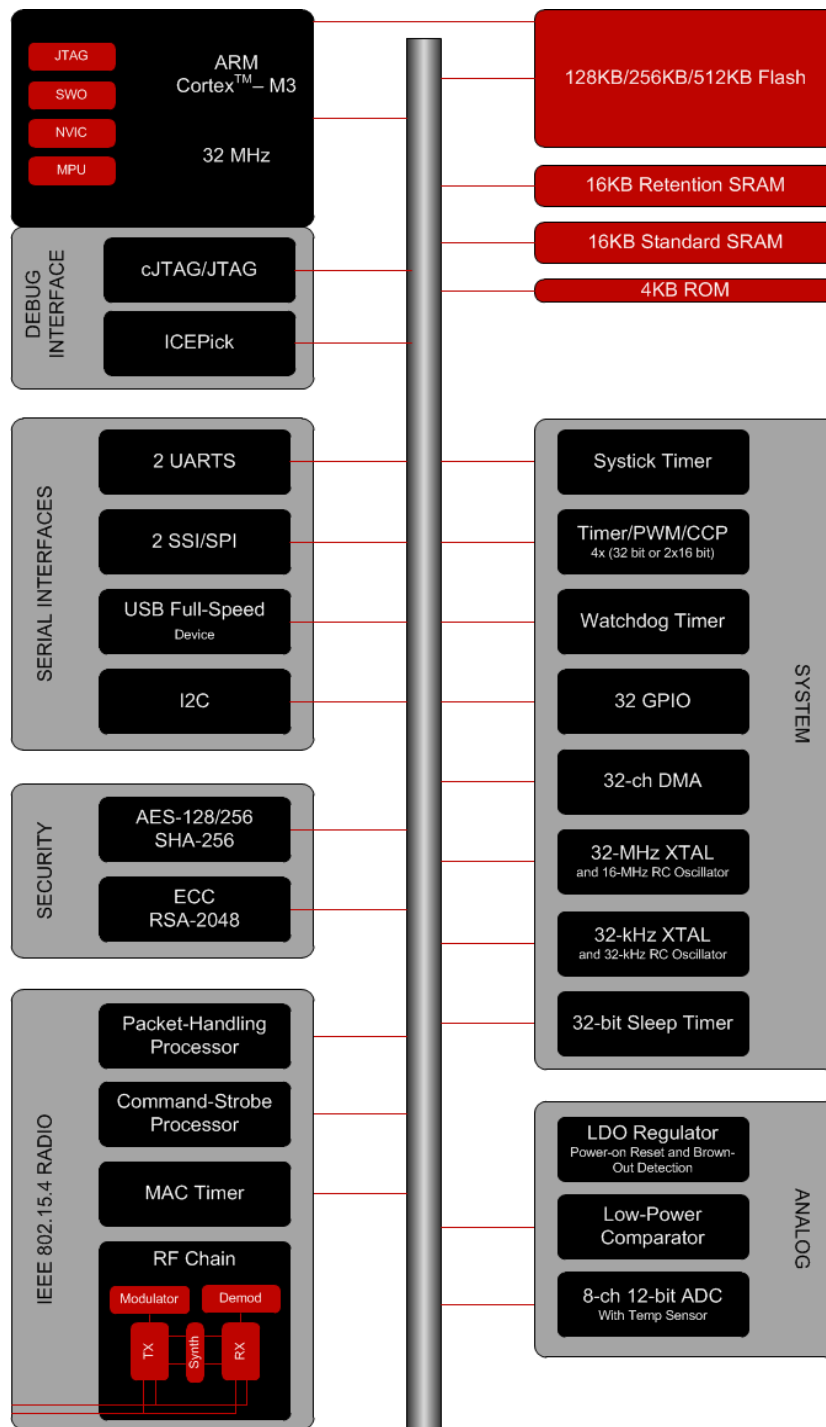 JTAG
SWO
NVIC
MPU
ARM
Cortex™– M3
32 MHz
128KB/256KB/512KB Flash
16KB Retention SRAM
16KB Standard SRAM
4KB ROM
DEBUG
INTERFACE
cJTAG/JTAG
ICEPick
SERIAL INTERFACES
2 UARTS
2 SSI/SPI
USB Full-Speed
Device
I2C
SECURITY
AES-128/256
SHA-256
ECC
RSA-2048
IEEE 802.15.4 RADIO
Packet-Handling
Processor
Command-Strobe
Processor
MAC Timer
RF Chain
Modulator
Demod
TX
Synth
RX
SYSTEM
Systick Timer
Timer/PWM/CCP
4x (32 bit or 2x16 bit)
Watchdog Timer
32 GPIO
32-ch DMA
32-MHz XTAL
and 16-MHz RC Oscillator
32-kHz XTAL
and 32-kHz RC Oscillator
32-bit Sleep Timer
ANALOG
LDO Regulator
Power-on Reset and Brown-
Out Detection
Low-Power
Comparator
8-ch 12-bit ADC
With Temp Sensor